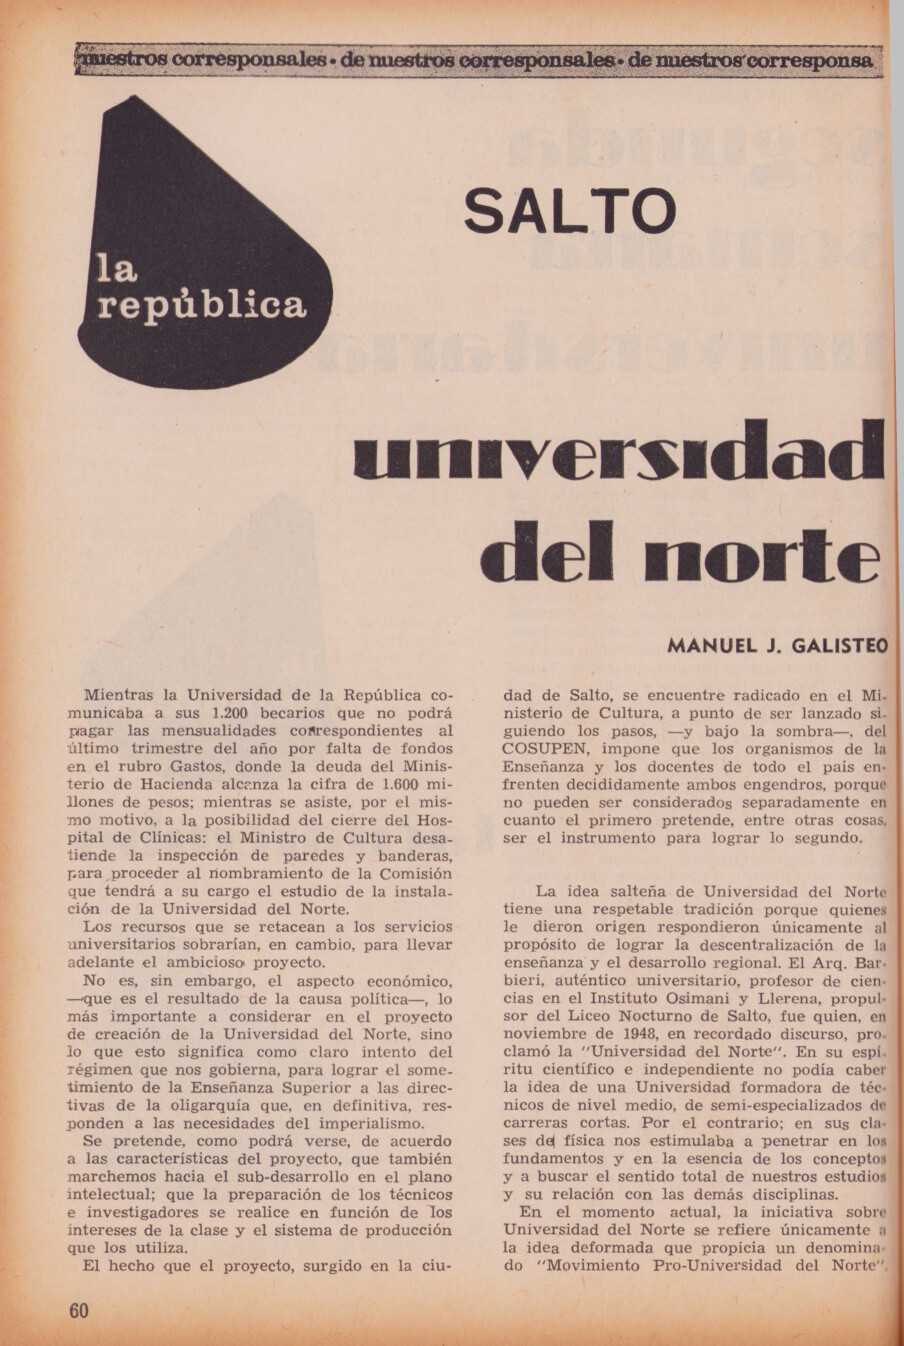 nuestros corresponsales • de nuestros corresponsales • de nuestros corresponsa
la
república
SALTO
universidad
del norte
MANUEL J. GALISTEO
Mientras la Universidad de la República co-
municaba a sus 1.200 becarios que no podrá
pagar las mensualidades correspondientes al
último trimestre del año por falta de fondos
en el rubro Gastos, donde la deuda del Minis-
terio de Hacienda alcanza la cifra de 1.600 mi-
llones de pesos; mientras se asiste, por el mis-
mo motivo, a la posibilidad del cierre del Hos-
pital de Clínicas: el Ministro de Cultura desa-
tiende la inspección de paredes y banderas,
para proceder al nombramiento de la Comisión
que tendrá a su cargo el estudio de la instala-
ción de la Universidad del Norte.
Los recursos que se retacean a los servicios
universitarios sobrarían, en cambio, para llevar
adelante el ambicioso proyecto.
No es, sin embargo, el aspecto económico,
—que es el resultado de la causa política—, lo
más importante a considerar en el proyecto
de creación de la Universidad del Norte, sino
lo que esto significa como claro intento del
régimen que nos gobierna, para lograr el some-
timiento de la Enseñanza Superior a las direc-
tivas de la oligarquía que, en definitiva, res-
ponden a las necesidades del imperialismo.
Se pretende, como podrá verse, de acuerdo
a las características del proyecto, que también
marchemos hacia el sub-desarrollo en el plano
intelectual; que la preparación de los técnicos
e investigadores se realice en función de los
intereses de la clase y el sistema de producción
que los utiliza.
El hecho que el proyecto, surgido en la ciu-
dad de Salto, se encuentre radicado en el Mi-
nisterio de Cultura, a punto de ser lanzado si-
guiendo los pasos, —y bajo la sombra—, del
COSUPEN, impone que los organismos de la
Enseñanza y los docentes de todo el país en-
frenten decididamente ambos engendros, porque
no pueden ser considerados separadamente en
cuanto el primero pretende, entre otras cosas,
ser el instrumento para lograr lo segundo.
La idea salteña de Universidad del Norte
tiene una respetable tradición porque quienes
le dieron origen respondieron únicamente al
propósito de lograr la descentralización de la
enseñanza y el desarrollo regional. El Arq. Bar-
bieri, auténtico universitario, profesor de cien-
cias en el Instituto Osimani y Llerena, propul-
sor del Liceo Nocturno de Salto, fue quien, en
noviembre de 1948, en recordado discurso, pro-
clamó la "Universidad del Norte". En su espí-
ritu científico e independiente no podía caber
la idea de una Universidad formadora de téc-
nicos de nivel medio, de semi-especializados de
carreras cortas. Por el contrario; en sus cla-
ses de física nos estimulaba a penetrar en los
fundamentos y en la esencia de los conceptos
y a buscar el sentido total de nuestros estudios
y su relación con las demás disciplinas.
En el momento actual, la iniciativa sobre
Universidad del Norte se refiere únicamente a
la idea deformada que propicia un denomina-
do "Movimiento Pro-Universidad del Norte",
60